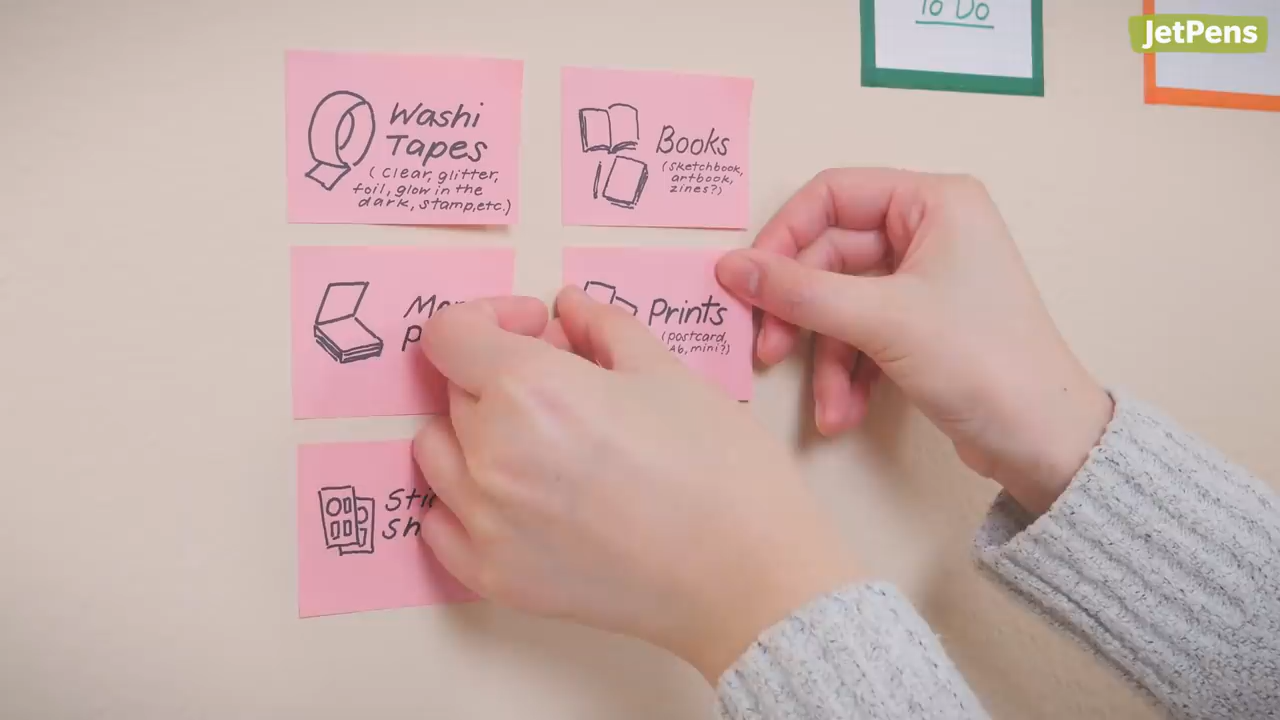 To Do
JetPens
Washi
Tapes
(Clear, glitter,
foil, glow in the
dark, stamp,etc.)
Books
(Sketchbook,
artbook,
zines?)
Prints
(postcard,
A6, mini?)